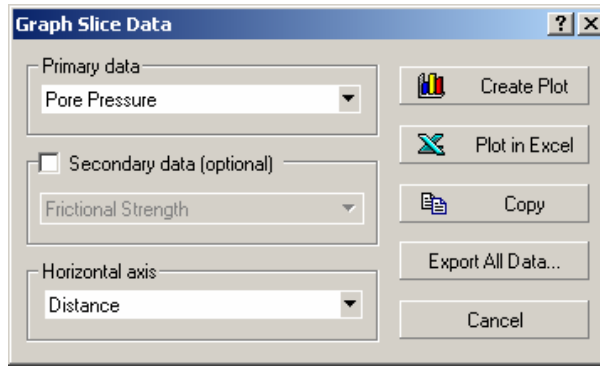 Graph Slice Data
Primary data
Pore Pressure
Secondary data (optional)
Frictional Strength
Horizontal axis
Distance
Create Plot
Plot in Excel
Copy
Export All Data...
Cancel